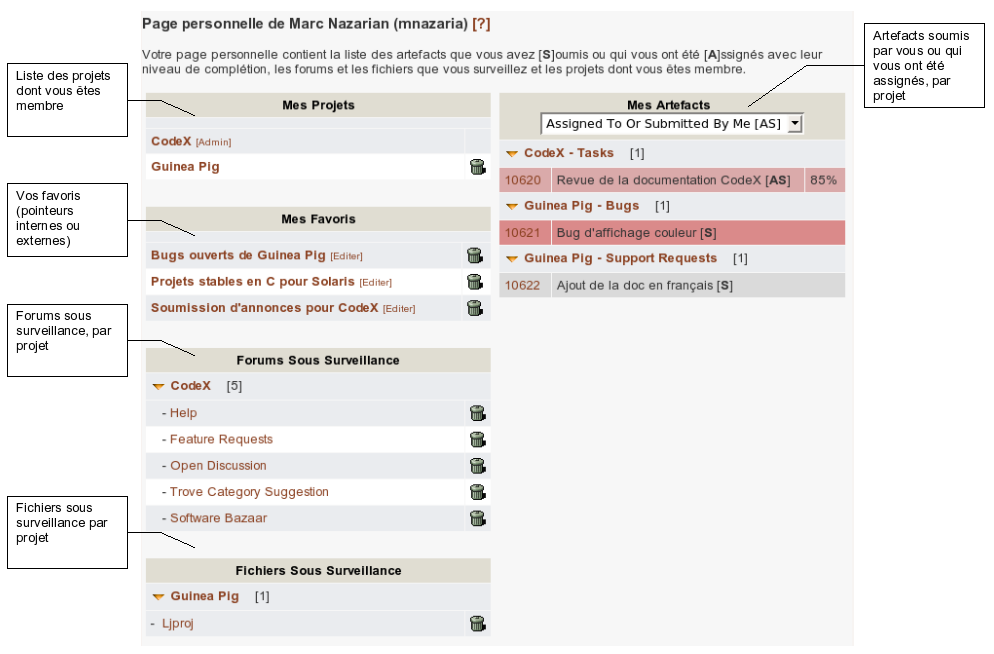 Page personnelle de Marc Nazarian (mnazaria) [?]
Votre page personnelle contient la liste des artefacts que vous avez [S]oumis ou qui vous ont été [A]ssignés avec leur
niveau de complétion, les forums et les fichiers que vous surveillez et les projets dont vous êtes membre.
Liste des projets
dont vous êtes
membre
Mes Projets
CodeX [Admin]
Guinea Pig
Vos favoris
(pointeurs
internes ou
externes)
Mes Favoris
Bugs ouverts de Guinea Pig [Editer]
Projets stables en C pour Solaris [Editer]
Soumission d'annonces pour CodeX [Editer]
Forums sous
surveillance, par
projet
Forums Sous Surveillance
CodeX [5]
- Help
- Feature Requests
- Open Discussion
- Trove Category Suggestion
- Software Bazaar
Fichiers sous
surveillance par
projet
Fichiers Sous Surveillance
Guinea Pig [1]
- Ljproj
Artefacts soumis
par vous ou qui
vous ont été
assignés, par
projet
Mes Artefacts
Assigned To Or Submitted By Me [AS]
CodeX - Tasks [1]
10620 Revue de la documentation CodeX [AS] 85%
Guinea Pig - Bugs [1]
10621 Bug d'affichage couleur [S]
Guinea Pig - Support Requests [1]
10622 Ajout de la doc en français [S]